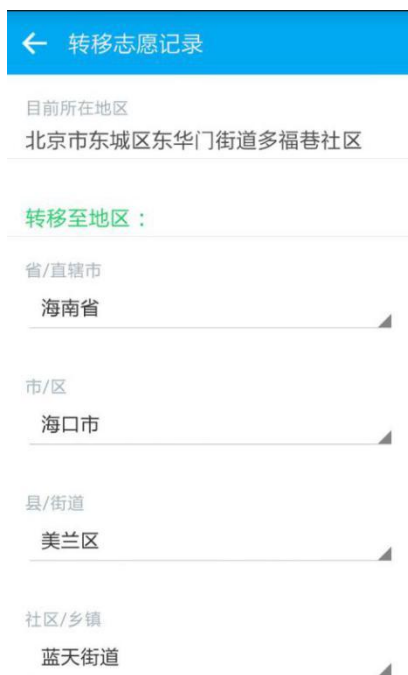 转移志愿记录
目前所在地区
北京市东城区东华门街道多福巷社区
转移至地区：
省/直辖市
海南省
市/区
海口市
县/街道
美兰区
社区/乡镇
蓝天街道